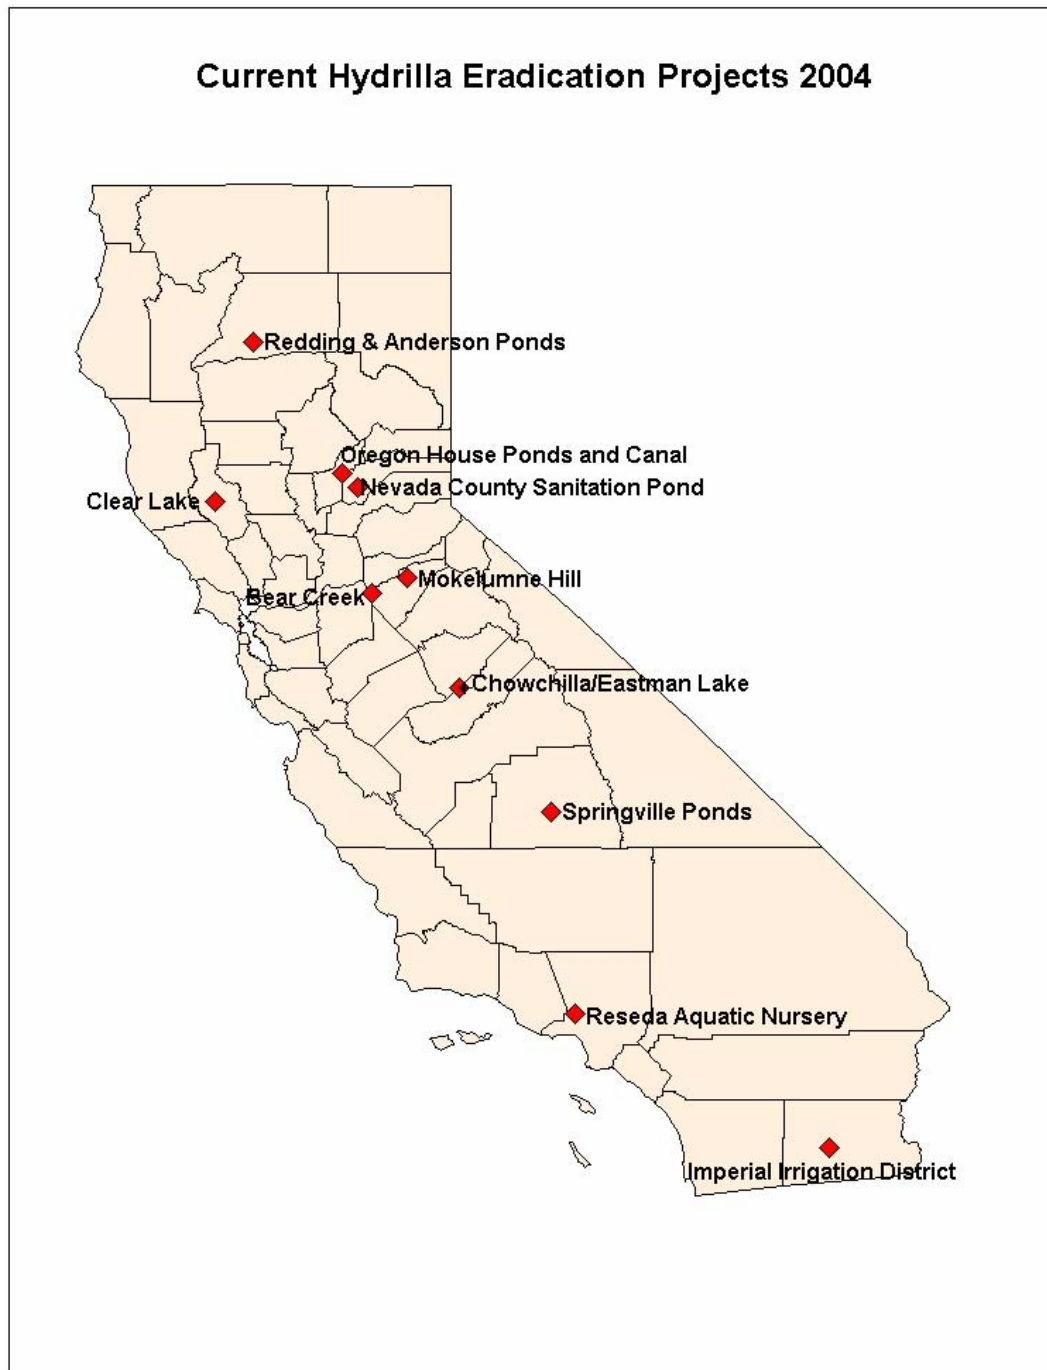 Current Hydrilla Eradication Projects 2004
Redding & Anderson Ponds
Oregon House Ponds and Canal
Nevada County Sanitation Pond
Clear Lake
Mokelumne Hill
Bear Creek
Chowchilla/Eastman Lake
Springville Ponds
Reseda Aquatic Nursery
Imperial Irrigation District